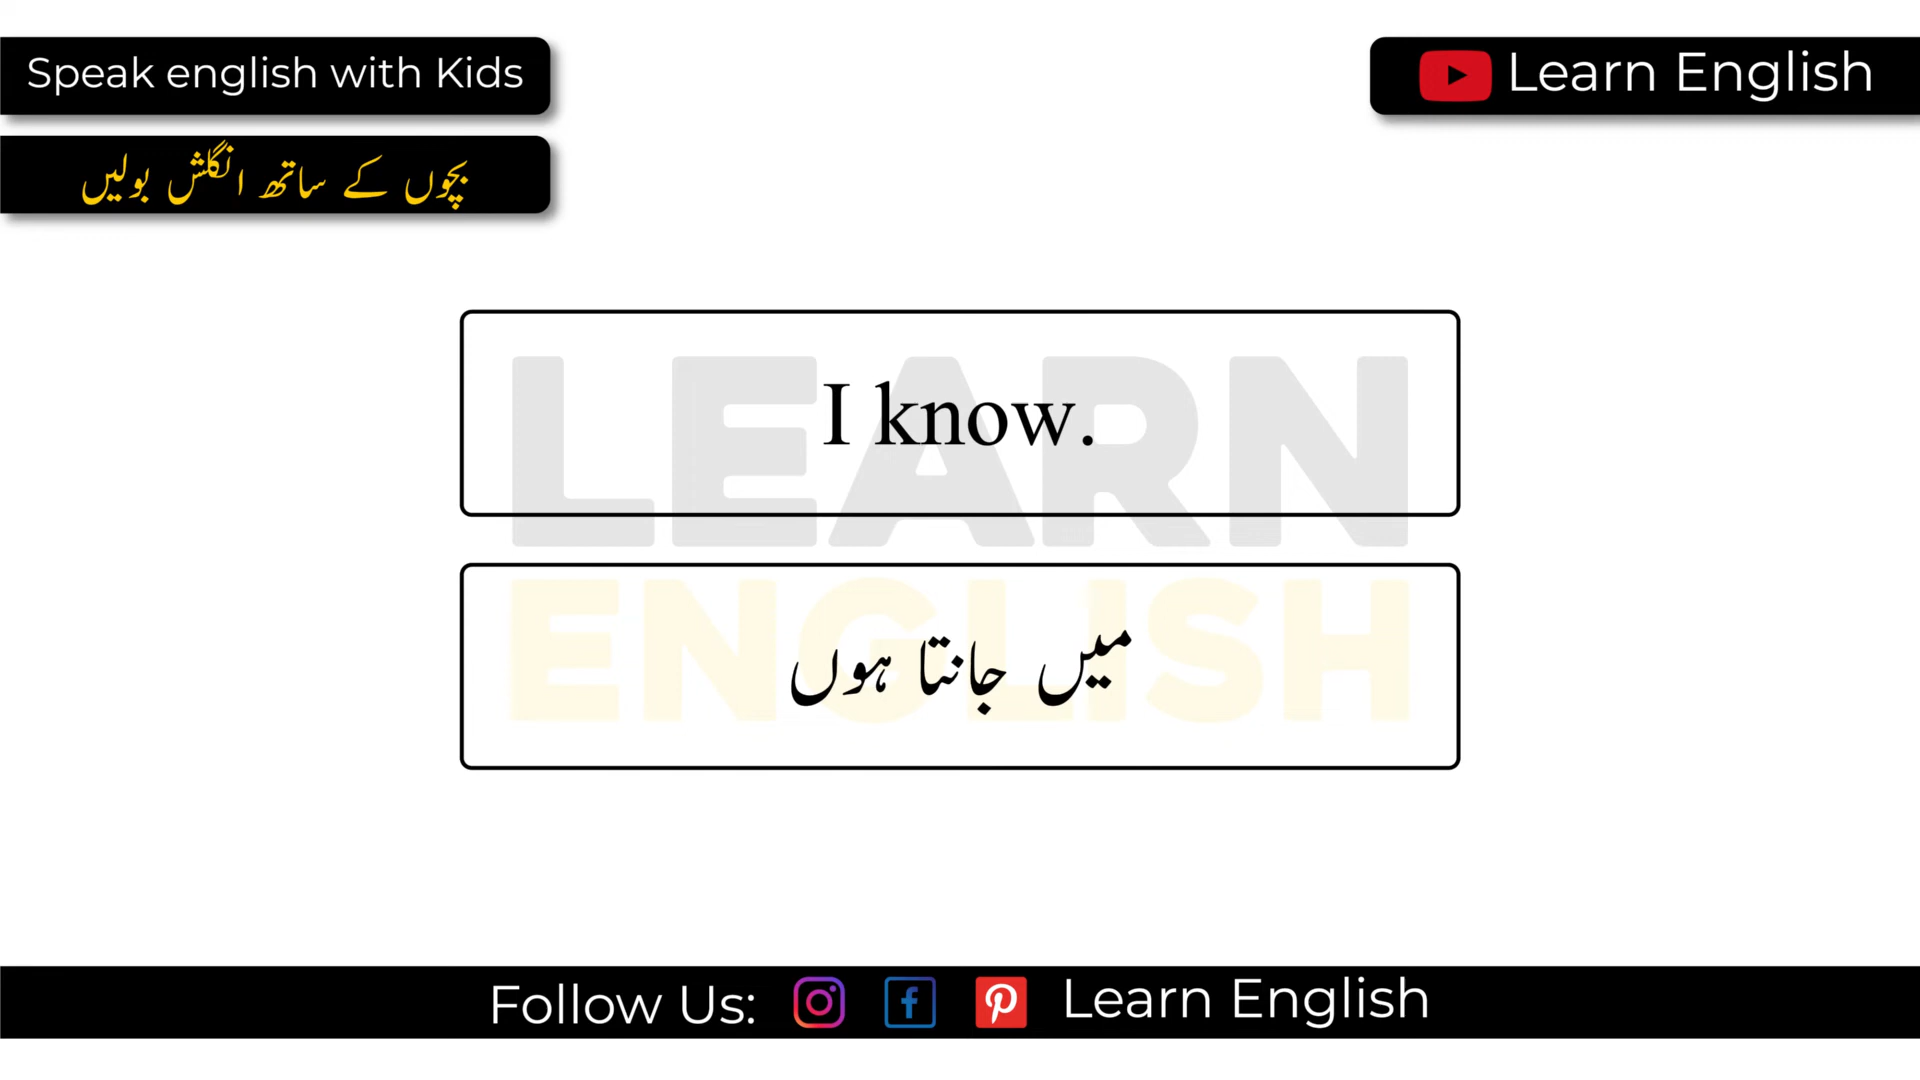 Speak english with Kids
Learn English
بچوں کے ساتھ انگلش بولیں
LEARN
I know.
ENGLISH
میں جانتا ہوں
Follow Us: Learn English